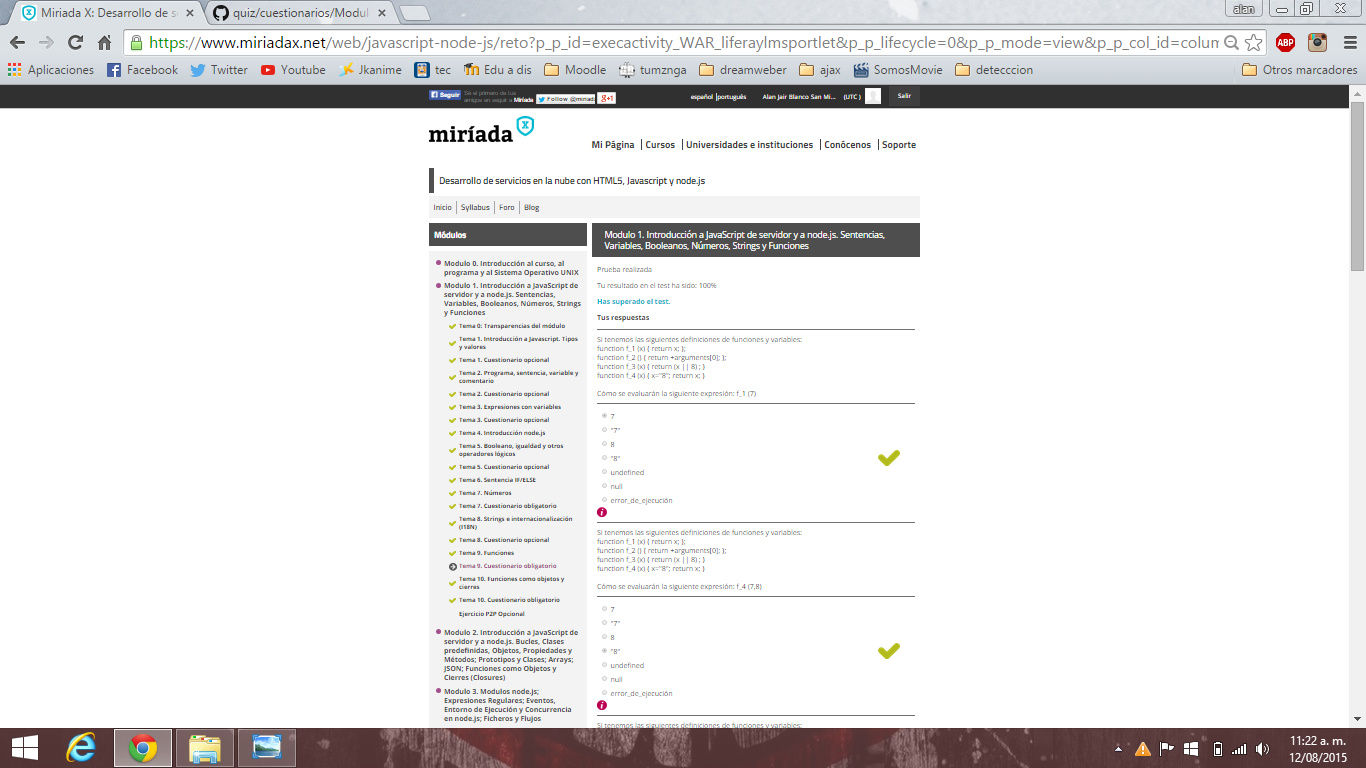 Miriada X: Desarrollo de s
quiz/cuestionarios/Modul
alan
https://www.miriadax.net/web/javascript-node-js/reto?p_p_id=execactivity_WAR_liferaylmsportlet&p_p_lifecycle=0&p_p_mode=view&p_p_col_id=colum
Aplicaciones
Facebook
Twitter
Youtube
Jkanime
tec
Edu a dis
Moodle
tumznga
dreamweber
ajax
SomosMovie
detecccion
Otros marcadores
Seguir
Sé el primero de tus
amigos en seguir a Miríada
Follow @miriad
g+1
español |português
Alan Jair Blanco San Mi...
(UTC )
Salir
miríada X
Mi Página | Cursos | Universidades e instituciones | Conócenos | Soporte
Desarrollo de servicios en la nube con HTML5, Javascript y node.js
Inicio | Syllabus | Foro | Blog
Módulos
Modulo 0. Introducción al curso, al
programa y al Sistema Operativo UNIX
Modulo 1. Introducción a JavaScript de
servidor y a node.js. Sentencias,
Variables, Booleanos, Números, Strings
y Funciones
Tema 0: Transparencias del módulo
Tema 1. Introducción a Javascript. Tipos
y valores
Tema 1. Cuestionario opcional
Tema 2. Programa, sentencia, variable y
comentario
Tema 2. Cuestionario opcional
Tema 3. Expresiones con variables
Tema 3. Cuestionario opcional
Tema 4. Introducción node.js
Tema 5. Booleano, igualdad y otros
operadores lógicos
Tema 5. Cuestionario opcional
Tema 6. Sentencia IF/ELSE
Tema 7. Números
Tema 7. Cuestionario obligatorio
Tema 8. Strings e internacionalización
(I18N)
Tema 8. Cuestionario opcional
Tema 9. Funciones
Tema 9. Cuestionario obligatorio
Tema 10. Funciones como objetos y
cierres
Tema 10. Cuestionario obligatorio
Ejercicio P2P Opcional
Modulo 2. Introducción a JavaScript de
servidor y a node.js. Bucles, Clases
predefinidas, Objetos, Propiedades y
Métodos; Prototipos y Clases; Arrays;
JSON; Funciones como Objetos y
Cierres (Closures)
Modulo 3. Modulos node.js;
Expresiones Regulares; Eventos,
Entorno de Ejecución y Concurrencia
en node.js; Ficheros y Flujos
Modulo 1. Introducción a JavaScript de servidor y a node.js. Sentencias,
Variables, Booleanos, Números, Strings y Funciones
Prueba realizada
Tu resultado en el test ha sido: 100%
Has superado el test.
Tus respuestas
Si tenemos las siguientes definiciones de funciones y variables:
function f_1 (x) { return x; };
function f_2 () { return +arguments[0]; };
function f_3 (x) { return (x || 8) ; }
function f_4 (x) { x="8"; return x; }
Cómo se evaluarán la siguiente expresión: f_1 (7)
7
"7"
8
"8"
undefined
null
error_de_ejecución
i
Si tenemos las siguientes definiciones de funciones y variables:
function f_1 (x) { return x; };
function f_2 () { return +arguments[0]; };
function f_3 (x) { return (x || 8) ; }
function f_4 (x) { x="8"; return x; }
Cómo se evaluarán la siguiente expresión: f_4 (7,8)
7
"7"
8
"8"
undefined
null
error_de_ejecución
i
Si tenemos las siguientes definiciones de funciones y variables:
11:22 a. m.
12/08/2015